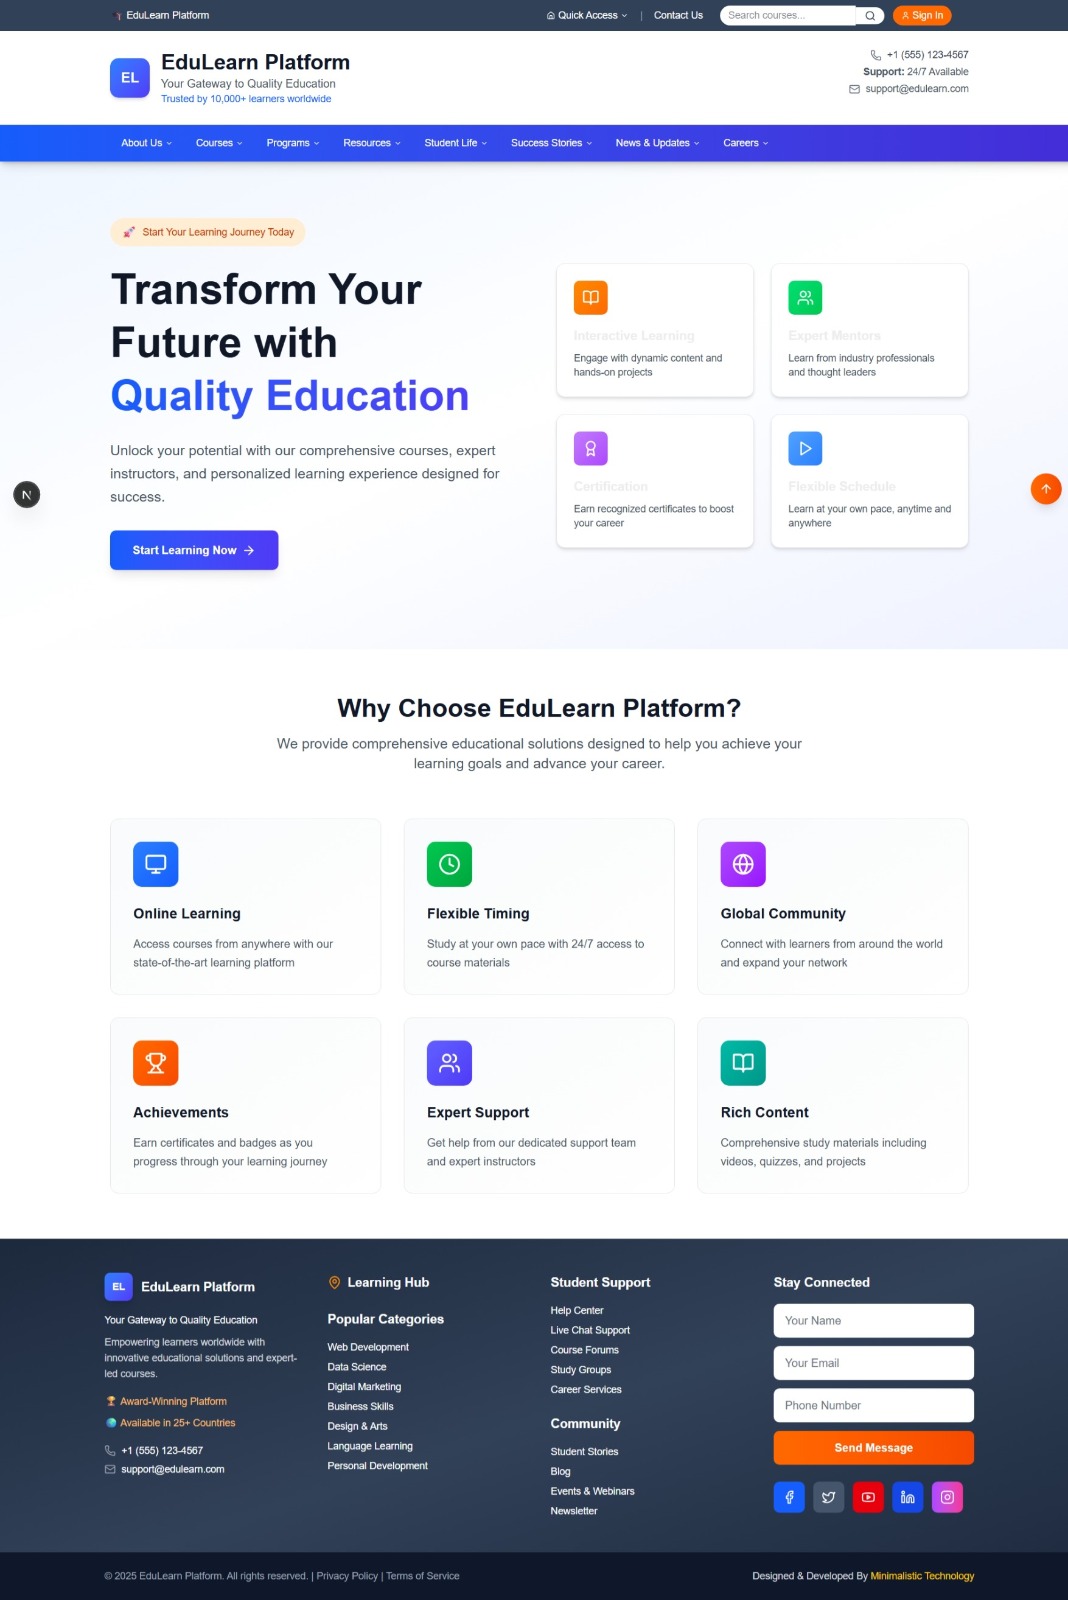 EduLearn Platform
Quick Access
|
Contact Us
Search courses...
Sign In
EL
EduLearn Platform
Your Gateway to Quality Education
Trusted by 10,000+ learners worldwide
+1 (555) 123-4567
Support: 24/7 Available
support@edulearn.com
About Us
Courses
Programs
Resources
Student Life
Success Stories
News & Updates
Careers
Start Your Learning Journey Today
Transform Your
Future with
Quality Education
Unlock your potential with our comprehensive courses, expert
instructors, and personalized learning experience designed for
success.
Start Learning Now
Interactive Learning
Engage with dynamic content and
hands-on projects
Expert Mentors
Learn from industry professionals
and thought leaders
Certification
Earn recognized certificates to boost
your career
Flexible Schedule
Learn at your own pace, anytime and
anywhere
N
Why Choose EduLearn Platform?
We provide comprehensive educational solutions designed to help you achieve your
learning goals and advance your career.
Online Learning
Access courses from anywhere with our
state-of-the-art learning platform
Flexible Timing
Study at your own pace with 24/7 access to
course materials
Global Community
Connect with learners from around the world
and expand your network
Achievements
Earn certificates and badges as you
progress through your learning journey
Expert Support
Get help from our dedicated support team
and expert instructors
Rich Content
Comprehensive study materials including
videos, quizzes, and projects
EL
EduLearn Platform
Your Gateway to Quality Education
Empowering learners worldwide with
innovative educational solutions and expert-
led courses.
Award-Winning Platform
Available in 25+ Countries
+1 (555) 123-4567
support@edulearn.com
Learning Hub
Popular Categories
Web Development
Data Science
Digital Marketing
Business Skills
Design & Arts
Language Learning
Personal Development
Student Support
Help Center
Live Chat Support
Course Forums
Study Groups
Career Services
Community
Student Stories
Blog
Events & Webinars
Newsletter
Stay Connected
Your Name
Your Email
Phone Number
Send Message
© 2025 EduLearn Platform. All rights reserved. | Privacy Policy | Terms of Service
Designed & Developed By Minimalistic Technology